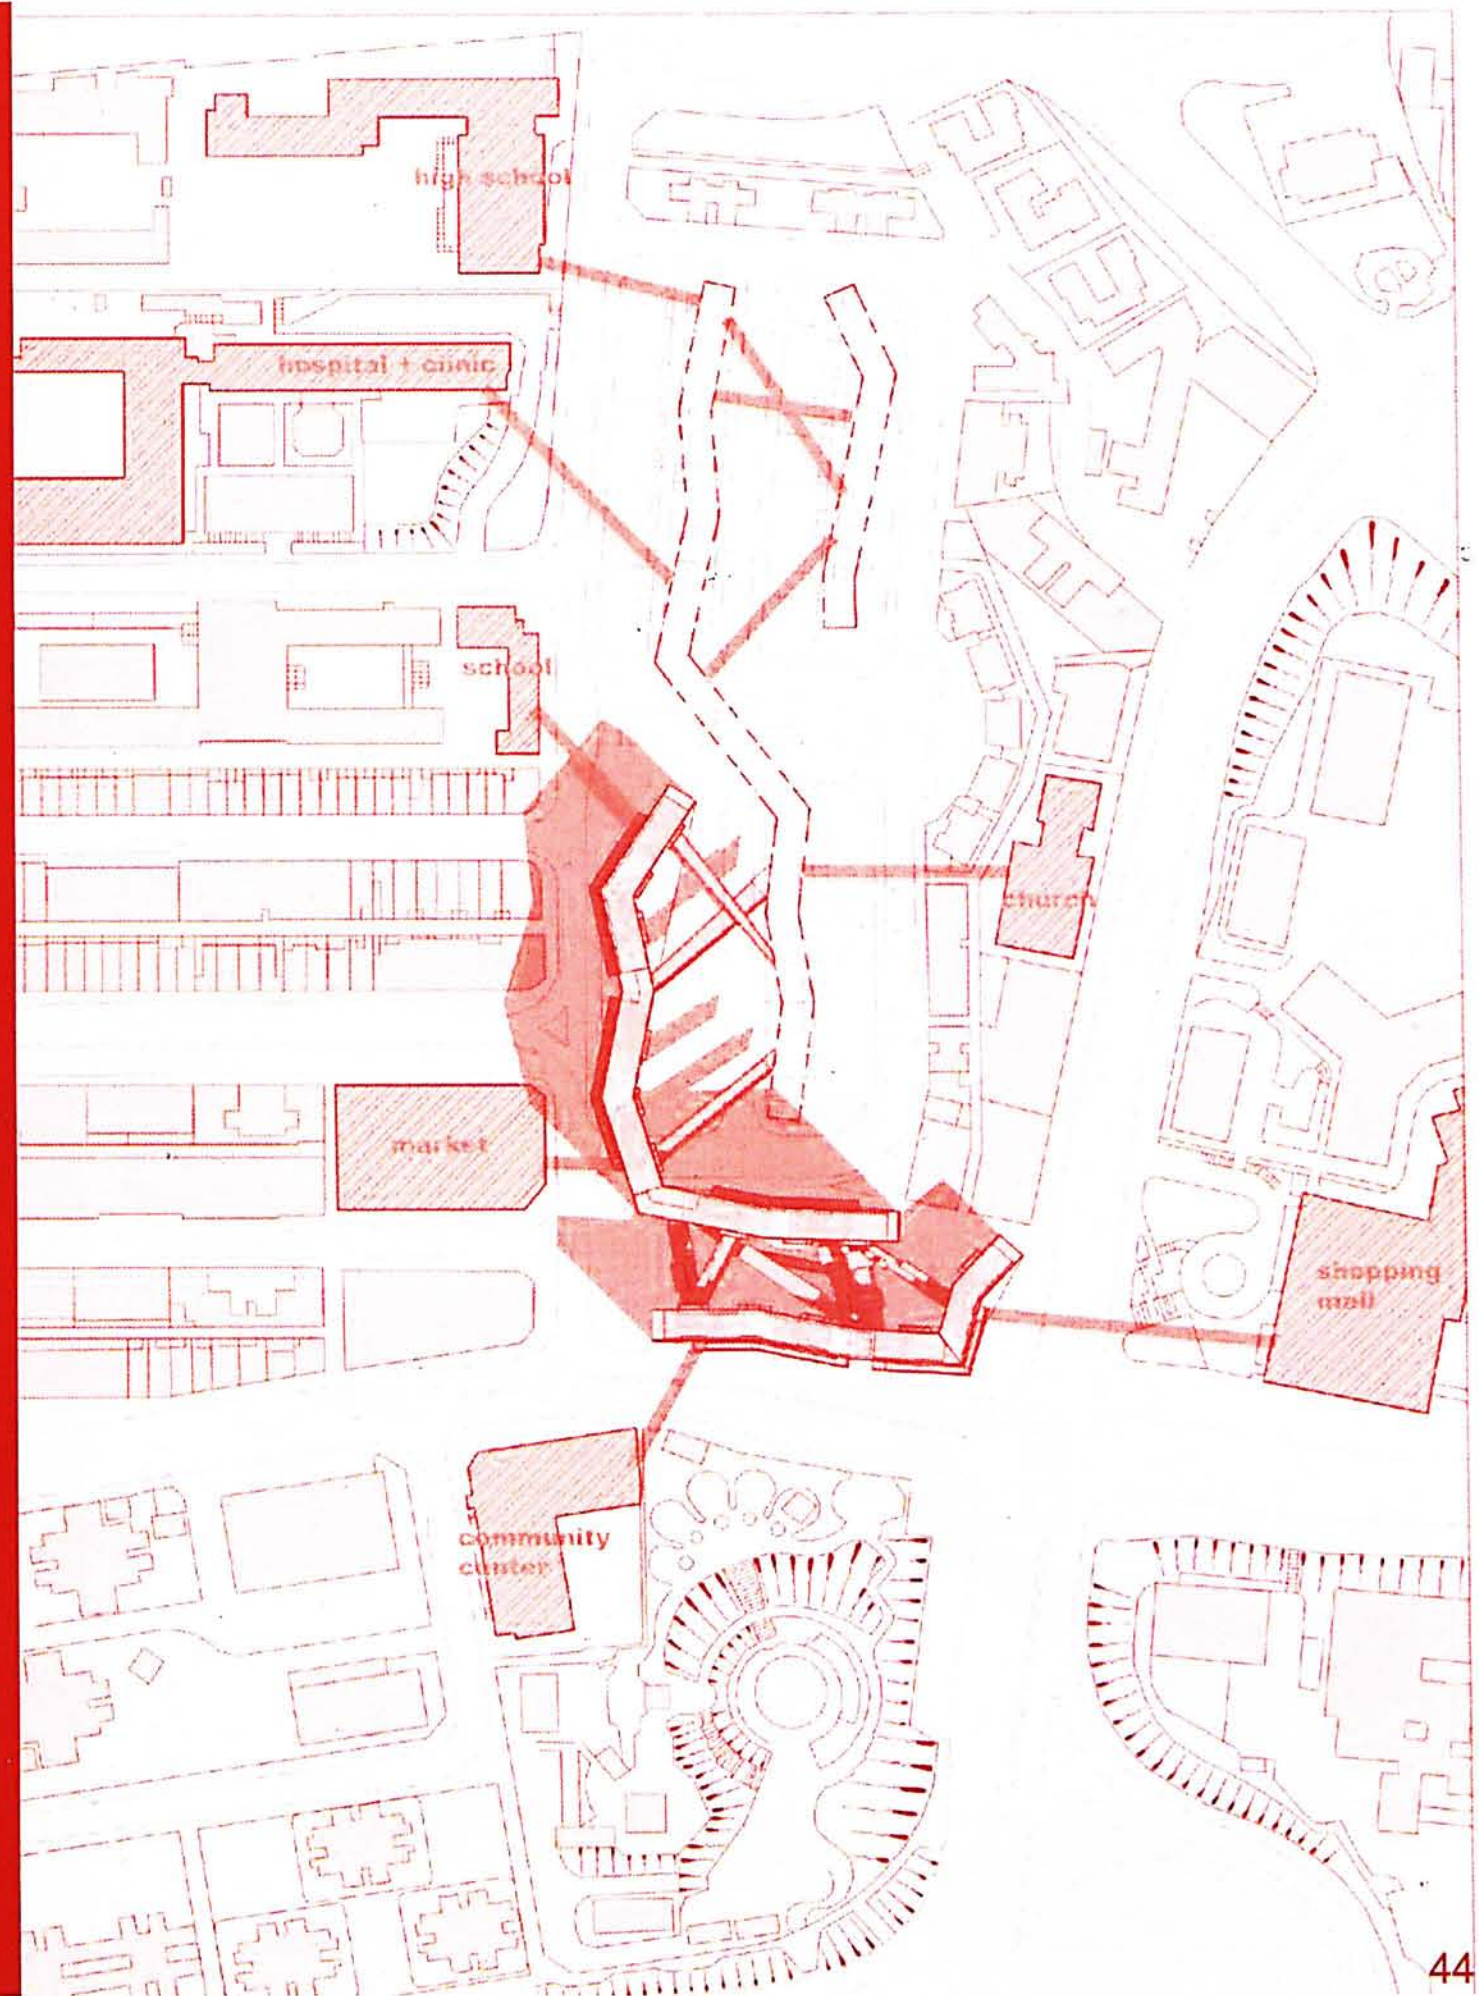 high school
hospital + clinic
school
church
market
shopping
mall
community
center
44